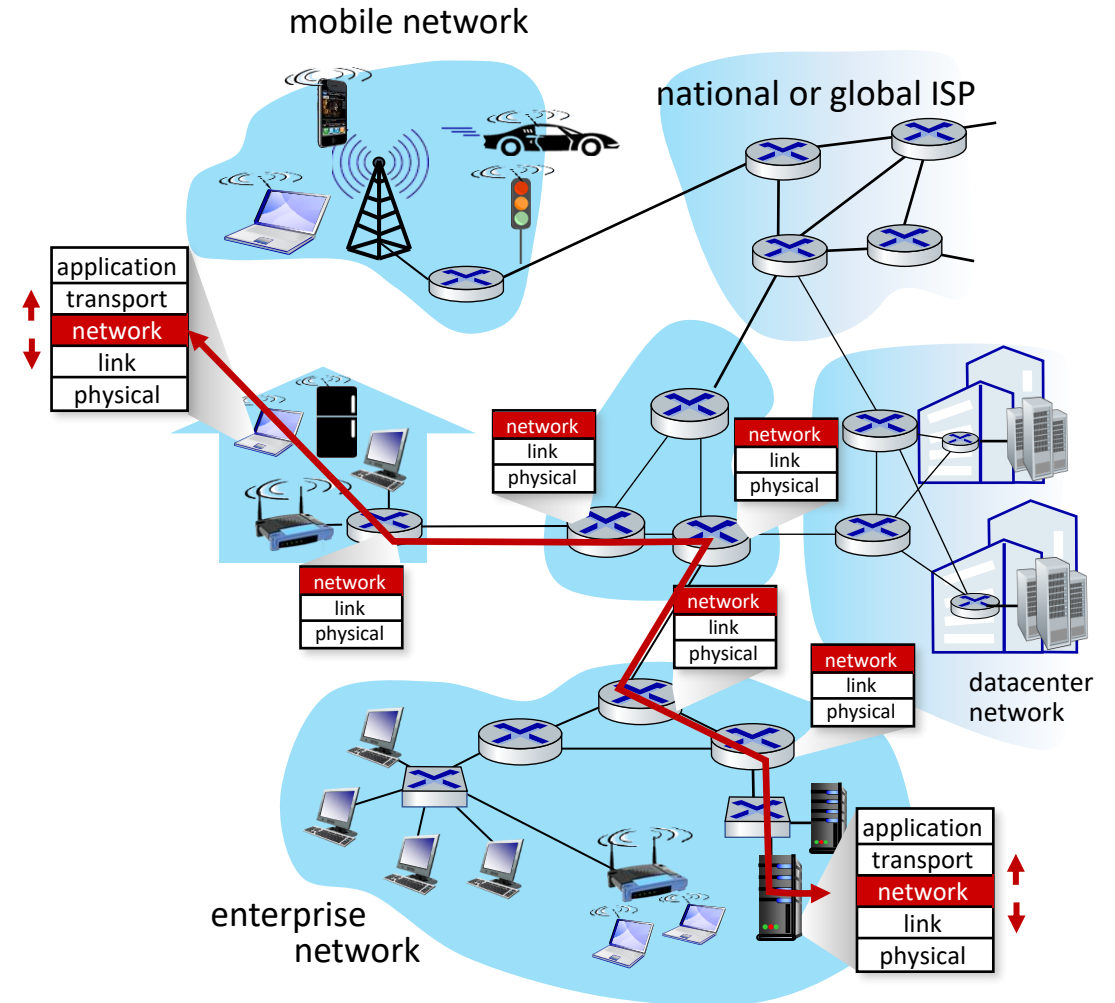 mobile network
national or global ISP
application
transport
network
link
physical
network
link
physical
network
link
physical
network
link
physical
network
link
physical
network
link
physical
datacenter
network
application
transport
network
link
physical
enterprise
network